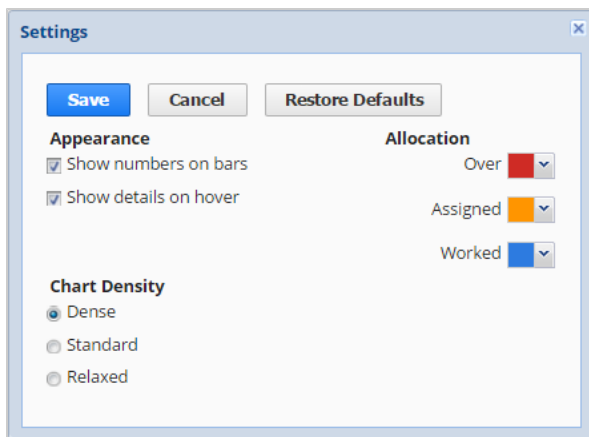 Settings
Save Cancel Restore Defaults
Appearance
Show numbers on bars
Show details on hover
Allocation
Over
Assigned
Worked
Chart Density
Dense
Standard
Relaxed